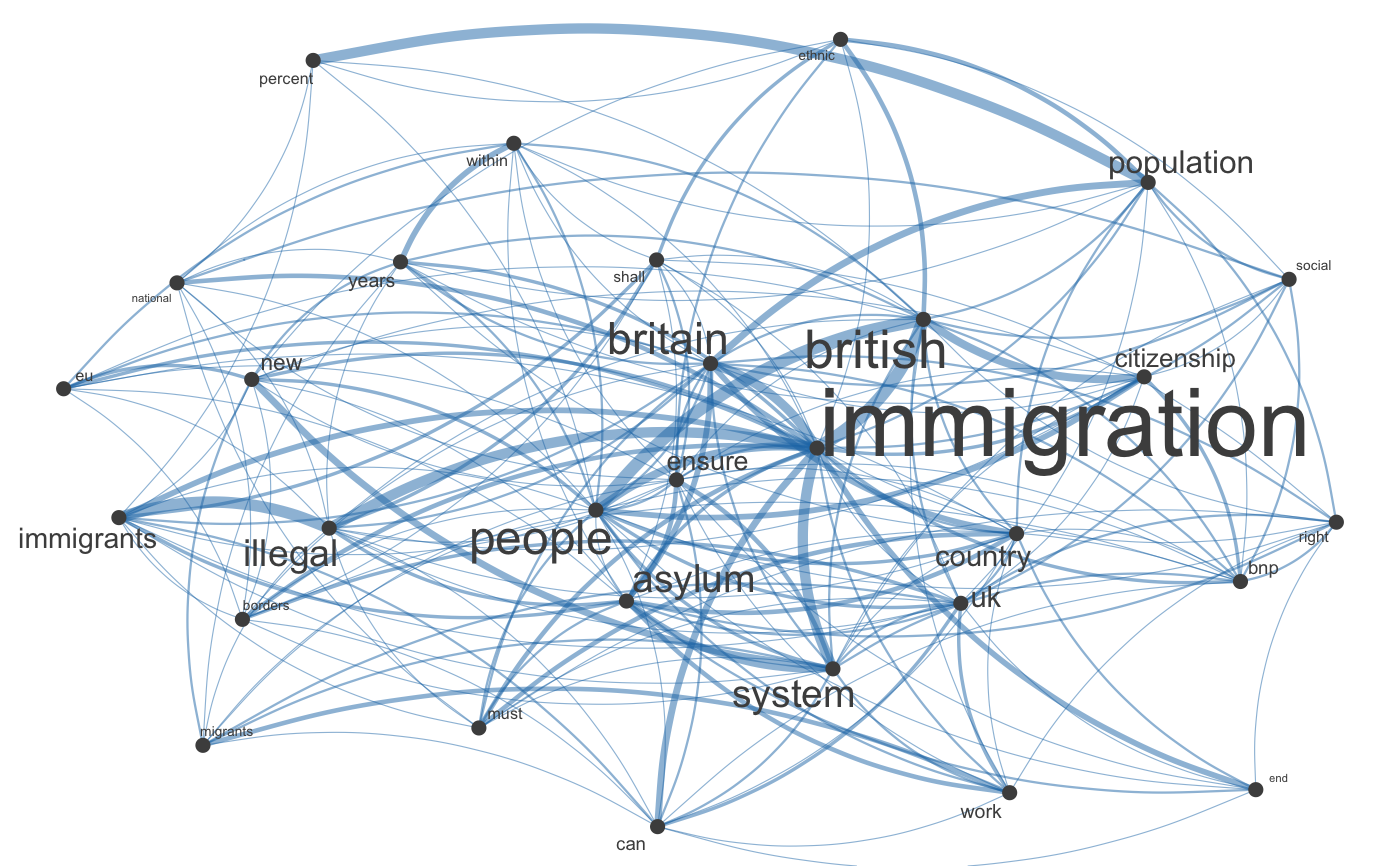 ethnic
percent
within
population
social
shall
years
national
britain
british
citizenship
new
eu
immigration
ensure
people
immigrants
illegal
right
country
bnp
asylum
uk
borders
system
must
migrants
end
work
can